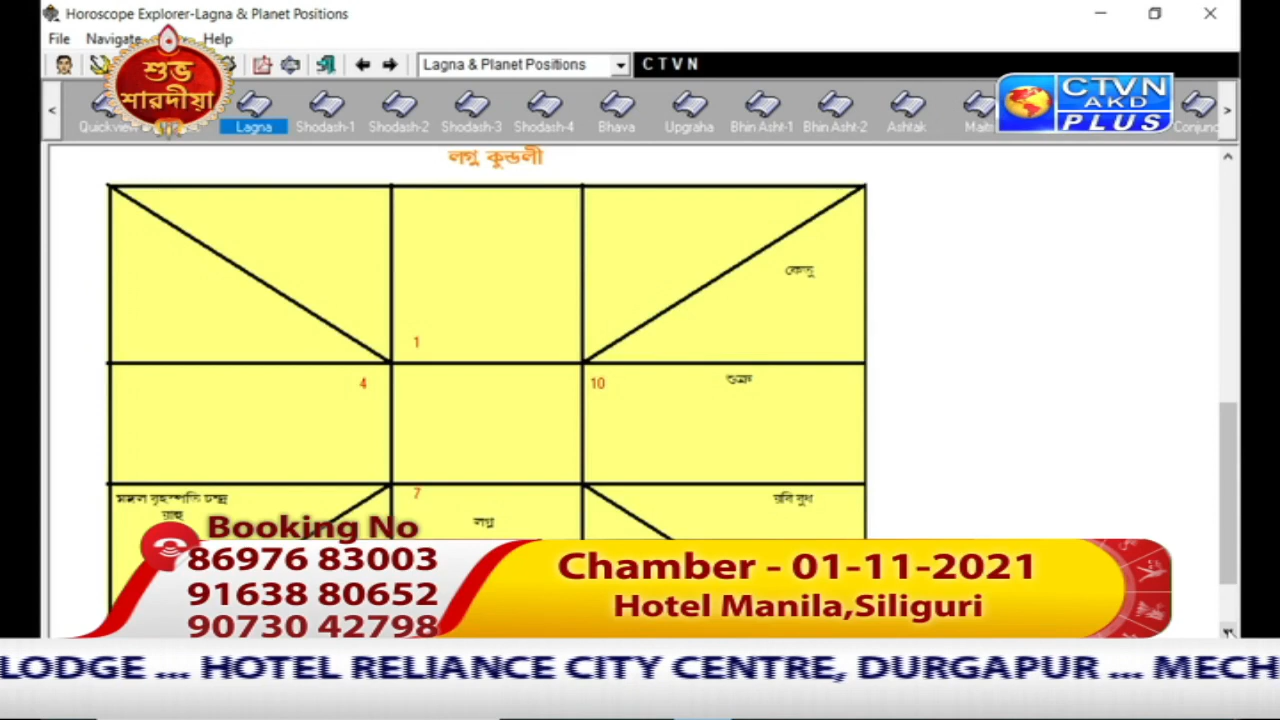 Horoscope Explorer-Lagna & Planet Positions
File Navigate Help
Lagna & Planet Positions
CTVN
শুভ
শারদীয়া
CTVN
AKD
PLUS
< Quickview Lagna Shodash-1 Shodash-2 Shodash-3 Shodash-4 Bhava Upgraha Bhin Asht-1 Bhin Asht-2 Ashtak Maitri Conjunc >
লগ্ন কুন্ডলী
কেতু
1
4
10
শুক্র
মঙ্গল বৃহস্পতি চন্দ্র
রাহু
7
লগ্ন
রবি বুধ
Booking No
86976 83003
91638 80652
90730 42798
Chamber - 01-11-2021
Hotel Manila,Siliguri
LODGE ... HOTEL RELIANCE CITY CENTRE, DURGAPUR ... MECH